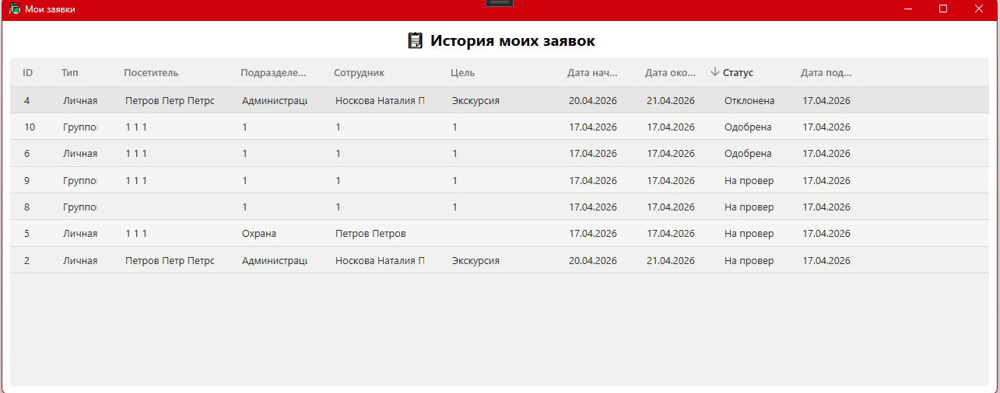 Мои заявки
История моих заявок
ID Тип Посетитель Подразделе... Сотрудник Цель Дата нач... Дата око... Статус Дата под...
4 Личная Петров Петр Петрс Администраци Носкова Наталия П Экскурсия 20.04.2026 21.04.2026 Отклонена 17.04.2026
10 Группо 1 1 1 1 1 1 17.04.2026 17.04.2026 Одобрена 17.04.2026
6 Личная 1 1 1 1 1 1 17.04.2026 17.04.2026 Одобрена 17.04.2026
9 Группо 1 1 1 1 1 1 17.04.2026 17.04.2026 На провер 17.04.2026
8 Группо 1 1 1 17.04.2026 17.04.2026 На провер 17.04.2026
5 Личная 1 1 1 Охрана Петров Петров 17.04.2026 17.04.2026 На провер 17.04.2026
2 Личная Петров Петр Петрс Администраци Носкова Наталия П Экскурсия 20.04.2026 21.04.2026 На провер 17.04.2026